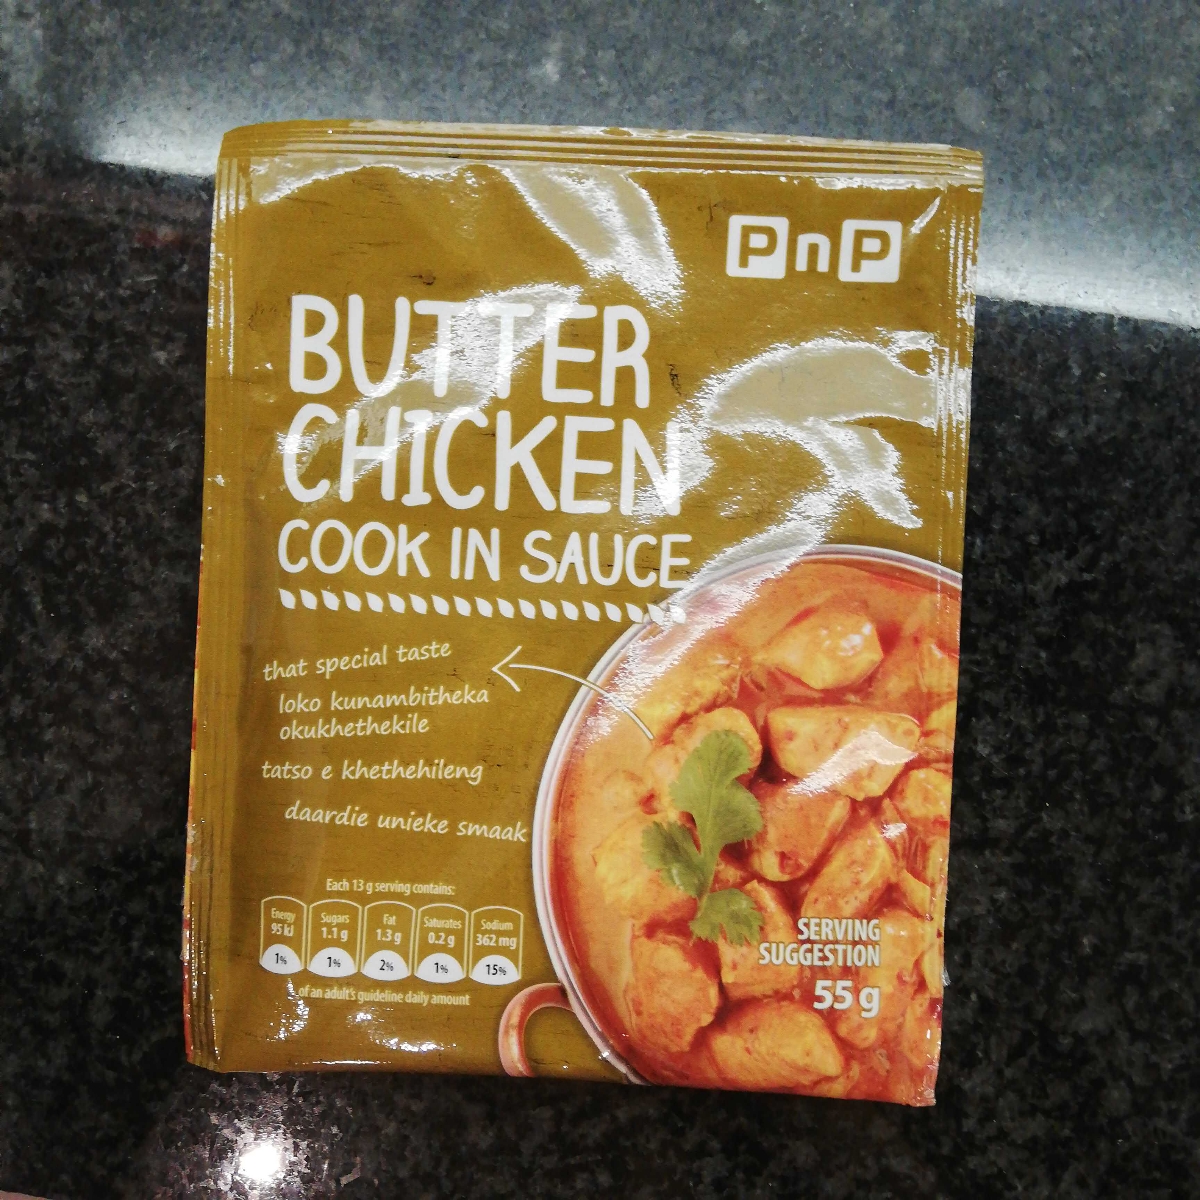 PnP
BUTTER
CHICKEN
COOK IN SAUCE
that special taste
loko kunambitheka
okukhethekile
tatso e khethehileng
daardie unieke smaak
Each 13 g serving contains:
Energy 95 kJ 1%
Sugars 1.1 g 1%
Fat 1.3 g 2%
Saturates 0.2 g 1%
Sodium 362 mg 15%
of an adult's guideline daily amount
SERVING
SUGGESTION
55 g